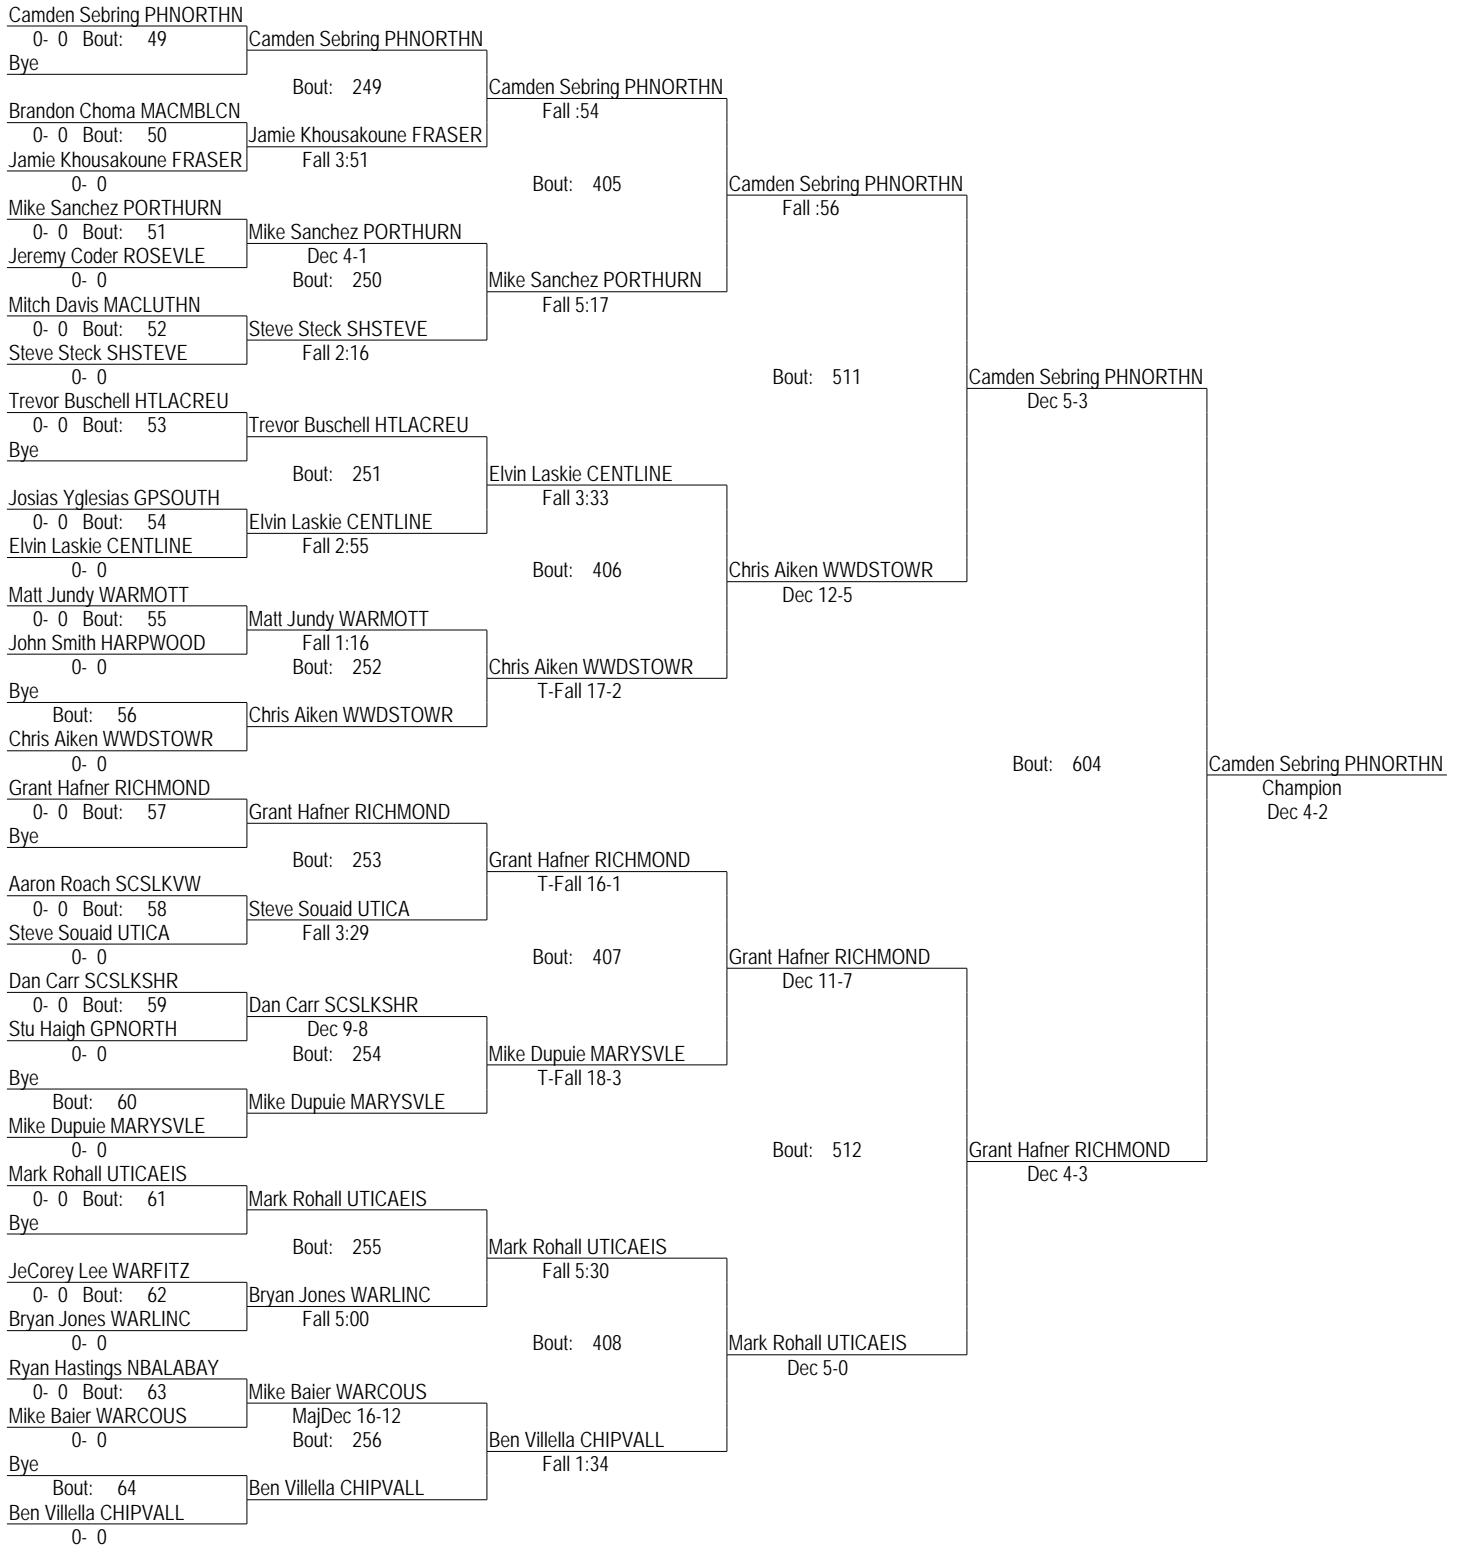 Camden Sebring PHNORTHN
0- 0 Bout: 49
Camden Sebring PHNORTHN
Bye
Bout: 249
Camden Sebring PHNORTHN
Brandon Choma MACMBLCN
Fall :54
0- 0 Bout: 50
Jamie Khousakoune FRASER
Jamie Khousakoune FRASER
Fall 3:51
0- 0
Bout: 405
Camden Sebring PHNORTHN
Mike Sanchez PORTHURN
Fall :56
0- 0 Bout: 51
Mike Sanchez PORTHURN
Jeremy Coder ROSEVLE
Dec 4-1
0- 0
Bout: 250
Mike Sanchez PORTHURN
Mitch Davis MACLUTHN
Fall 5:17
0- 0 Bout: 52
Steve Steck SHSTEVE
Steve Steck SHSTEVE
Fall 2:16
0- 0
Bout: 511
Camden Sebring PHNORTHN
Trevor Buschell HTLACREU
Dec 5-3
0- 0 Bout: 53
Trevor Buschell HTLACREU
Bye
Bout: 251
Elvin Laskie CENTLINE
Josias Yglesias GPSOUTH
Fall 3:33
0- 0 Bout: 54
Elvin Laskie CENTLINE
Elvin Laskie CENTLINE
Fall 2:55
0- 0
Bout: 406
Chris Aiken WWDSTOWR
Matt Jundy WARMOTT
Dec 12-5
0- 0 Bout: 55
Matt Jundy WARMOTT
John Smith HARPWOOD
Fall 1:16
0- 0
Bout: 252
Chris Aiken WWDSTOWR
Bye
T-Fall 17-2
Bout: 56
Chris Aiken WWDSTOWR
Chris Aiken WWDSTOWR
0- 0
Bout: 604
Camden Sebring PHNORTHN
Grant Hafner RICHMOND
Champion
0- 0 Bout: 57
Grant Hafner RICHMOND
Dec 4-2
Bye
Bout: 253
Grant Hafner RICHMOND
Aaron Roach SCSLKVW
T-Fall 16-1
0- 0 Bout: 58
Steve Souaid UTICA
Steve Souaid UTICA
Fall 3:29
0- 0
Bout: 407
Grant Hafner RICHMOND
Dan Carr SCSLKSHR
Dec 11-7
0- 0 Bout: 59
Dan Carr SCSLKSHR
Stu Haigh GPNORTH
Dec 9-8
0- 0
Bout: 254
Mike Dupuie MARYSVLE
Bye
T-Fall 18-3
Bout: 60
Mike Dupuie MARYSVLE
Mike Dupuie MARYSVLE
0- 0
Bout: 512
Grant Hafner RICHMOND
Mark Rohall UTICAEIS
Dec 4-3
0- 0 Bout: 61
Mark Rohall UTICAEIS
Bye
Bout: 255
Mark Rohall UTICAEIS
JeCorey Lee WARFITZ
Fall 5:30
0- 0 Bout: 62
Bryan Jones WARLINC
Bryan Jones WARLINC
Fall 5:00
0- 0
Bout: 408
Mark Rohall UTICAEIS
Ryan Hastings NBALABAY
Dec 5-0
0- 0 Bout: 63
Mike Baier WARCOUS
Mike Baier WARCOUS
MajDec 16-12
0- 0
Bout: 256
Ben Villella CHIPVALL
Bye
Fall 1:34
Bout: 64
Ben Villella CHIPVALL
Ben Villella CHIPVALL
0- 0